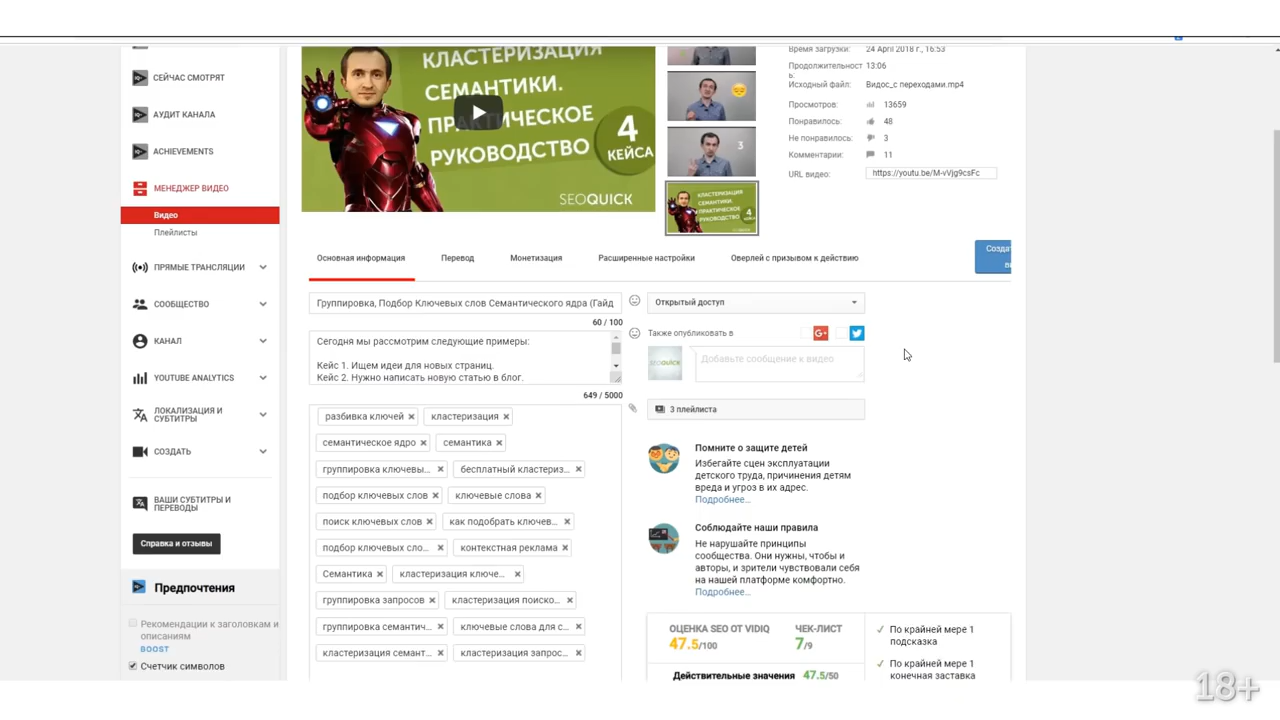 СЕЙЧАС СМОТРЯТ
АУДИТ КАНАЛА
ACHIEVEMENTS
МЕНЕДЖЕР ВИДЕО
Видео
Плейлисты
ПРЯМЫЕ ТРАНСЛЯЦИИ
СООБЩЕСТВО
КАНАЛ
YOUTUBE ANALYTICS
ЛОКАЛИЗАЦИЯ И
СУБТИТРЫ
СОЗДАТЬ
ВАШИ СУБТИТРЫ И
ПЕРЕВОДЫ
Справка и отзывы
Предпочтения
Рекомендации к заголовкам и
описаниям
BOOST
Счетчик символов
КЛАСТЕРИЗАЦИЯ
СЕМАНТИКИ.
ПРАКТИЧЕСКОЕ
РУКОВОДСТВО
4
КЕЙСА
SEOQUICK
3
КЛАСТЕРИЗАЦИЯ
СЕМАНТИКИ.
ПРАКТИЧЕСКОЕ
РУКОВОДСТВО
4
SEOQUICK
Время загрузки: 24 April 2018 г., 16:53
Продолжительност
ь: 13:06
Исходный файл: Видос_с переходами.mp4
Просмотров: 13659
Понравилось: 48
Не понравилось: 3
Комментарии: 11
URL видео: https://youtu.be/M-vVjg9csFc
Основная информация Перевод Монетизация Расширенные настройки Оверлей с призывом к действию
Созда
в
Группировка, Подбор Ключевых слов Семантического ядра (Гайд
60 / 100
Сегодня мы рассмотрим следующие примеры:
Кейс 1. Ищем идеи для новых страниц.
Кейс 2. Нужно написать новую статью в блог.
649 / 5000
разбивка ключей кластеризация
семантическое ядро семантика
группировка ключевы... бесплатный кластериз...
подбор ключевых слов ключевые слова
поиск ключевых слов как подобрать ключев...
подбор ключевых сло... контекстная реклама
Семантика кластеризация ключе...
группировка запросов кластеризация поиско...
группировка семантич... ключевые слова для с...
кластеризация семант... кластеризация запрос...
Открытый доступ
Также опубликовать в
G+
SEOQUICK
Добавьте сообщение к видео
3 плейлиста
Помните о защите детей
Избегайте сцен эксплуатации
детского труда, причинения детям
вреда и угроз в их адрес.
Подробнее...
Соблюдайте наши правила
Не нарушайте принципы
сообщества. Они нужны, чтобы и
авторы, и зрители чувствовали себя
на нашей платформе комфортно.
Подробнее...
ОЦЕНКА SEO ОТ VIDIQ ЧЕК-ЛИСТ
47.5/100 7/9
Действительные значения 47.5/50
По крайней мере 1
подсказка
По крайней мере 1
конечная заставка
18+